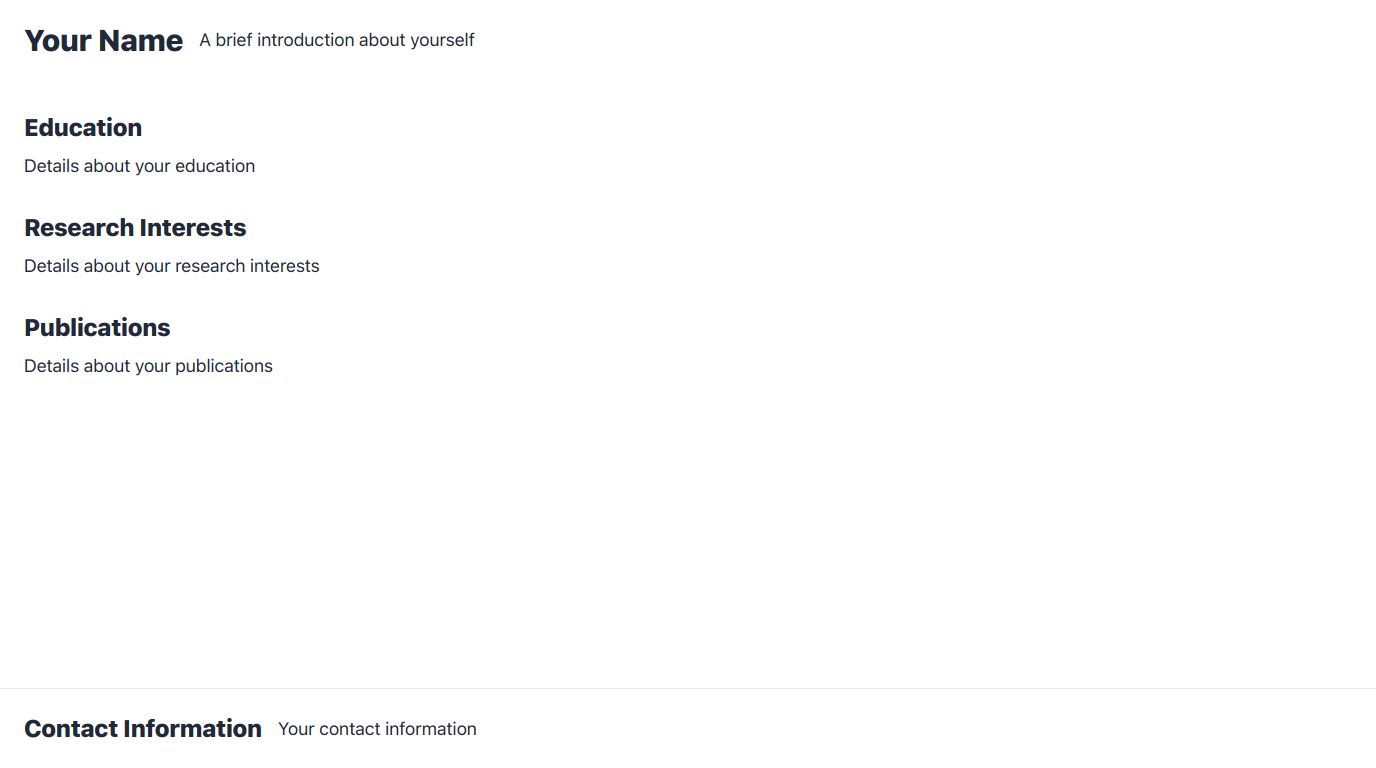 Your Name A brief introduction about yourself
Education
Details about your education
Research Interests
Details about your research interests
Publications
Details about your publications
Contact Information Your contact information